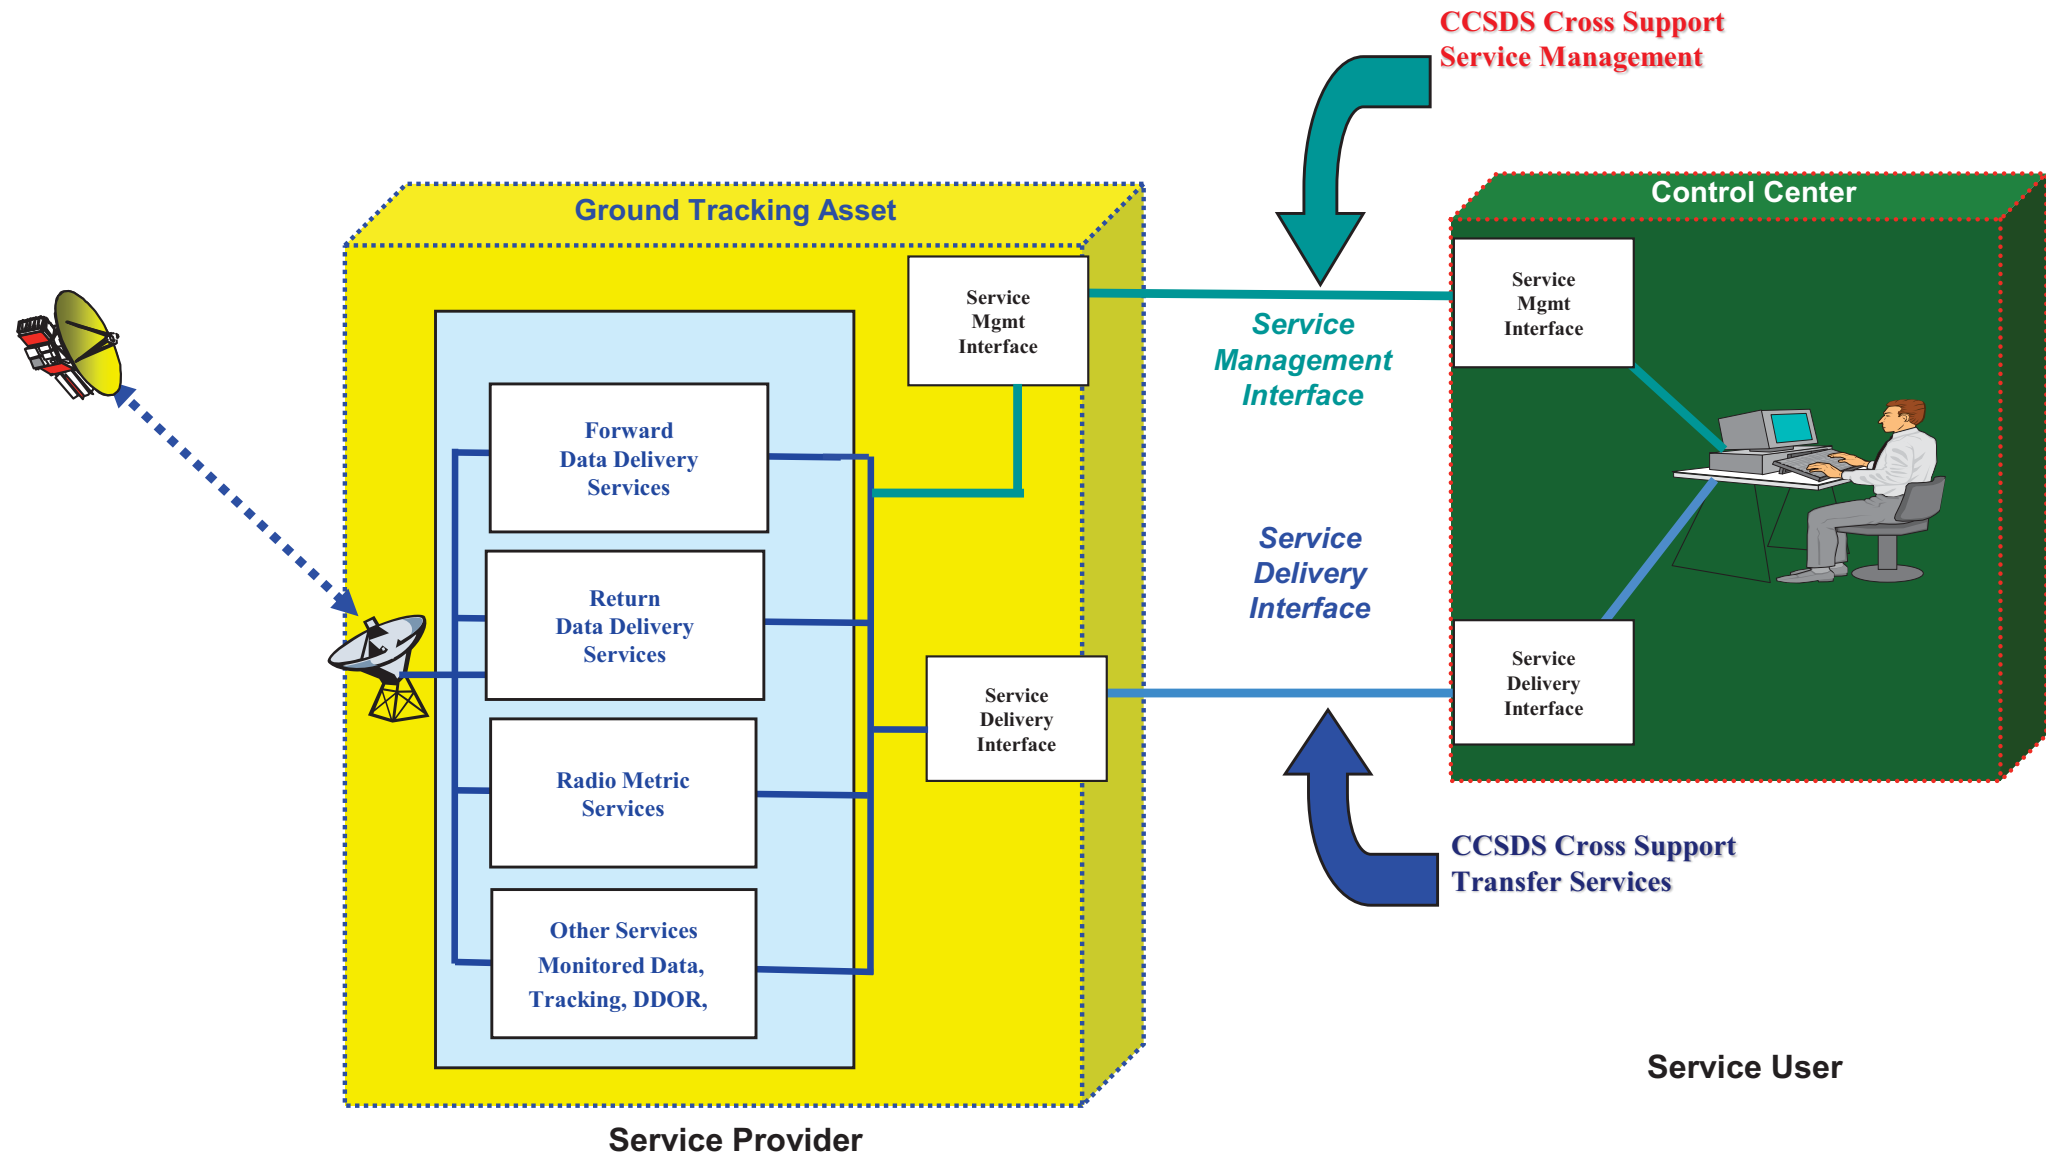 CCSDS Cross Support
Service Management
Ground Tracking Asset
Control Center
Service
Mgmt
Interface
Service
Management
Interface
Service
Mgmt
Interface
Forward
Data Delivery
Services
Return
Data Delivery
Services
Radio Metric
Services
Other Services
Monitored Data,
Tracking, DDOR,
Service
Delivery
Interface
Service
Delivery
Interface
Service
Delivery
Interface
CCSDS Cross Support
Transfer Services
Service User
Service Provider